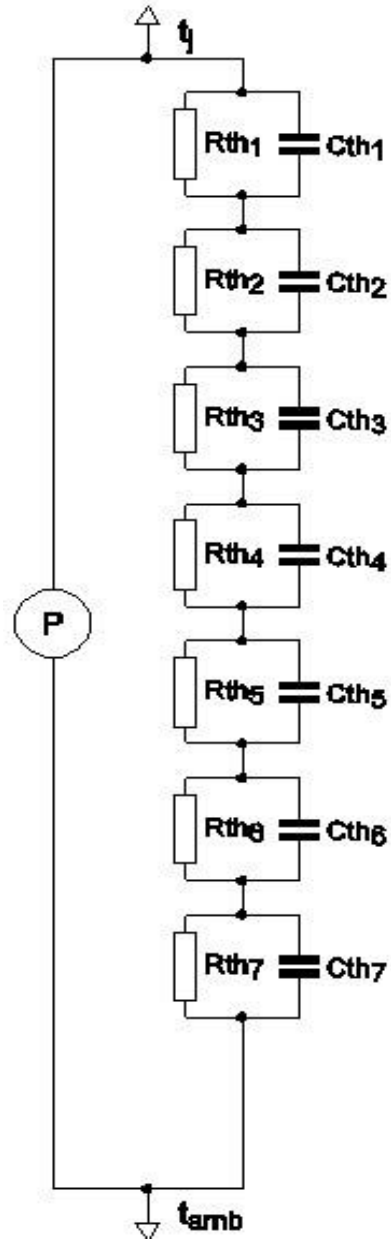 tj
Rth1 Cth1
Rth2 Cth2
Rth3 Cth3
Rth4 Cth4
P
Rth5 Cth5
Rth6 Cth6
Rth7 Cth7
tamb